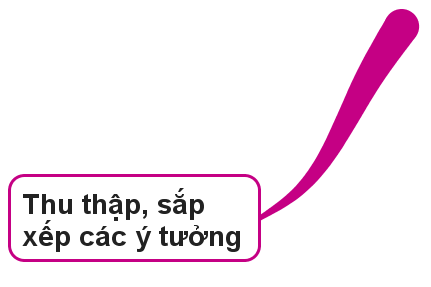 Thu thập, sắp
xếp các ý tưởng